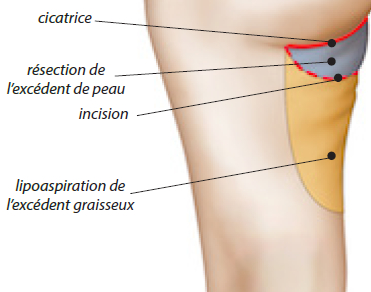 cicatrice
résection de
l'excédent de peau
incision
lipoaspiration de
l'excédent graisseux